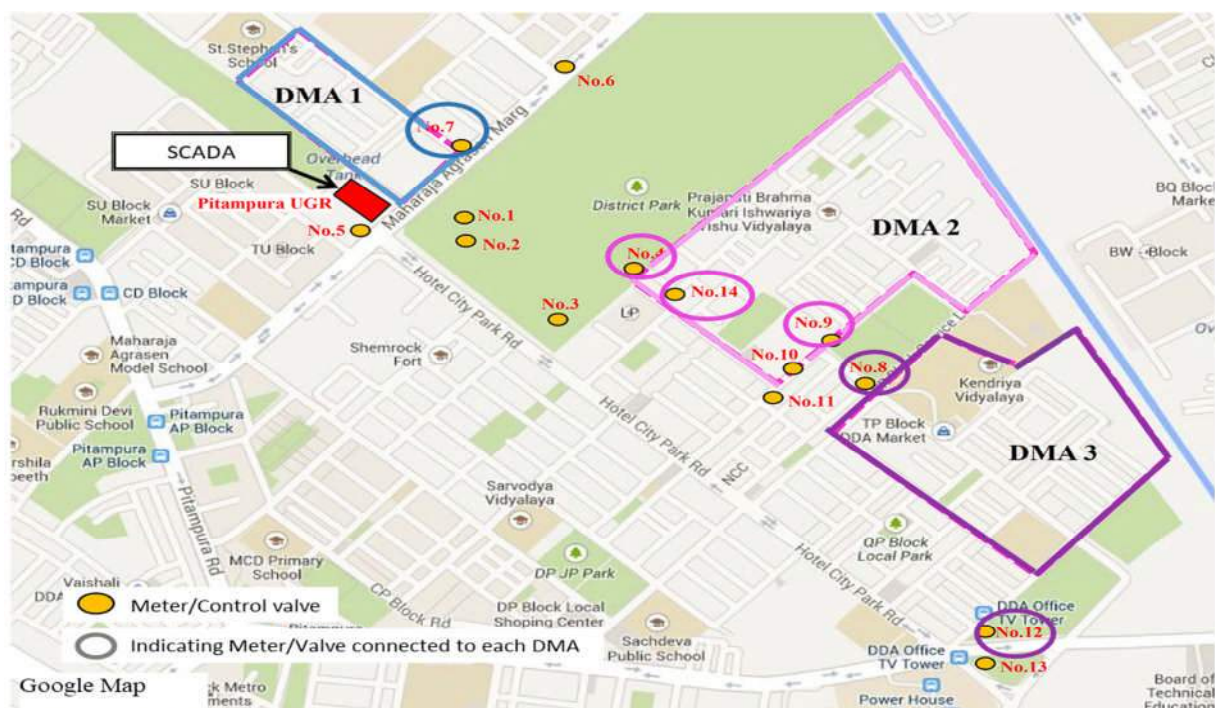 St.Stephen's
School
DMA 1
No.6
No.7
SCADA
Overhead
Tank
Maharaja Agrasen Marg
SU Block
SU Block
Market
Pitampura UGR
No.5
TU Block
No.1
No.2
District Park
Prajapati Brahma
Kumari Ishwariya
Vishu Vidyalaya
DMA 2
BQ Block
Market
BW - Block
Rd
Pitampura
CD Block
CD Block
No.14
No.3
Hotel City Park Rd
No.9
Maharaja
Agrasen
Model School
Shemrock
Fort
No.10
No.8
No.11
Kendriya
Vidyalaya
Rukmini Devi
Public School
Pitampura
AP Block
Pitampura
AP Block
Hotel City Park Rd
TP Block
DDA Market
DMA 3
NCC
Pitampura Rd
Sarvodya
Vidyalaya
QP Block
Local Park
MCD Primary
School
DP JP Park
Hotel City Park Rd
Vaishali
CP Block Rd
DP Block Local
Shoping Center
Sachdeva
Public School
DDA Office
TV Tower
No.12
DDA Office
TV Tower
No.13
Power House
Board of
Technical
Education
Meter/Control valve
Indicating Meter/Valve connected to each DMA
Google Map